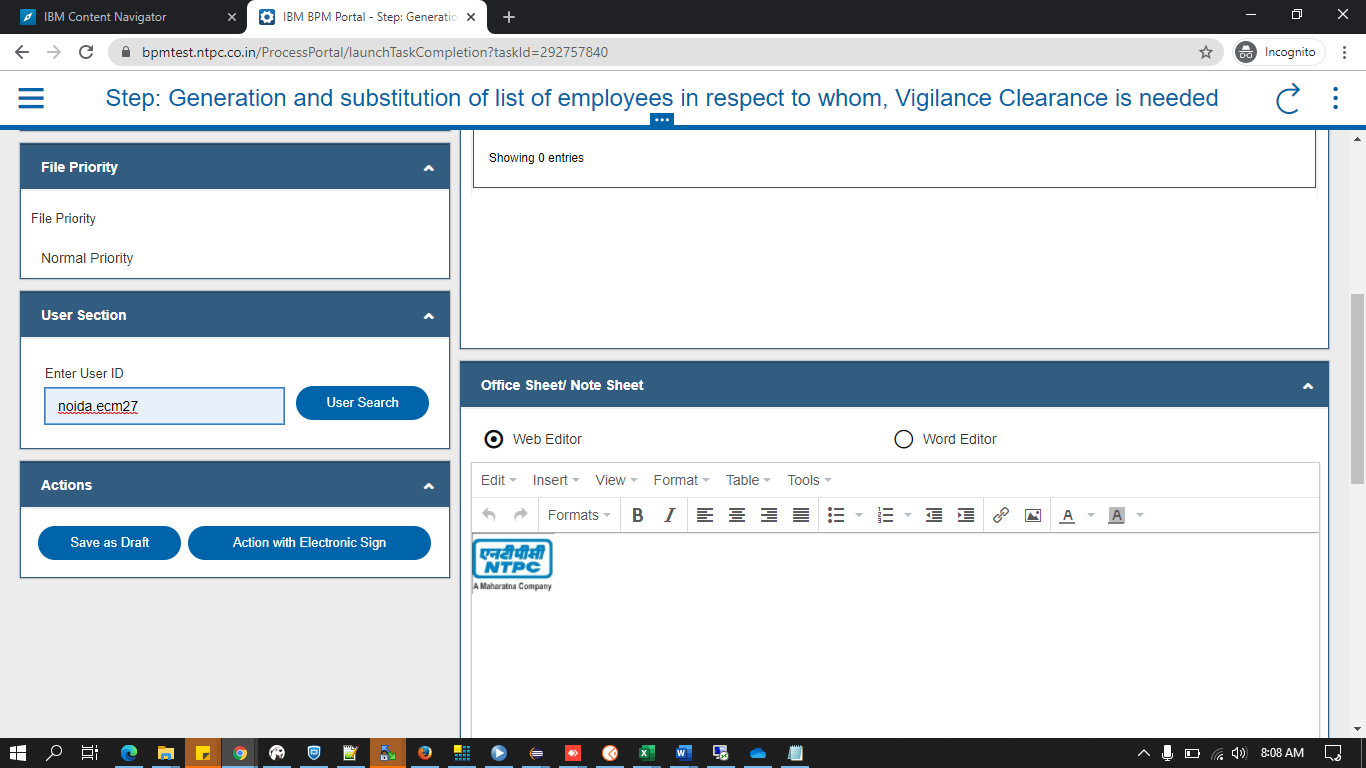 IBM Content Navigator
IBM BPM Portal - Step: Generatio
bpmtest.ntpc.co.in/ProcessPortal/launchTaskCompletion?taskId=292757840
Incognito
Step: Generation and substitution of list of employees in respect to whom, Vigilance Clearance is needed
File Priority
File Priority
Normal Priority
User Section
Enter User ID
noida.ecm27
User Search
Actions
Save as Draft
Action with Electronic Sign
Showing 0 entries
Office Sheet/ Note Sheet
Web Editor
Word Editor
Edit Insert View Format Table Tools
Formats B I A A
एनटीपीसी
NTPC
A Maharatna Company
8:08 AM